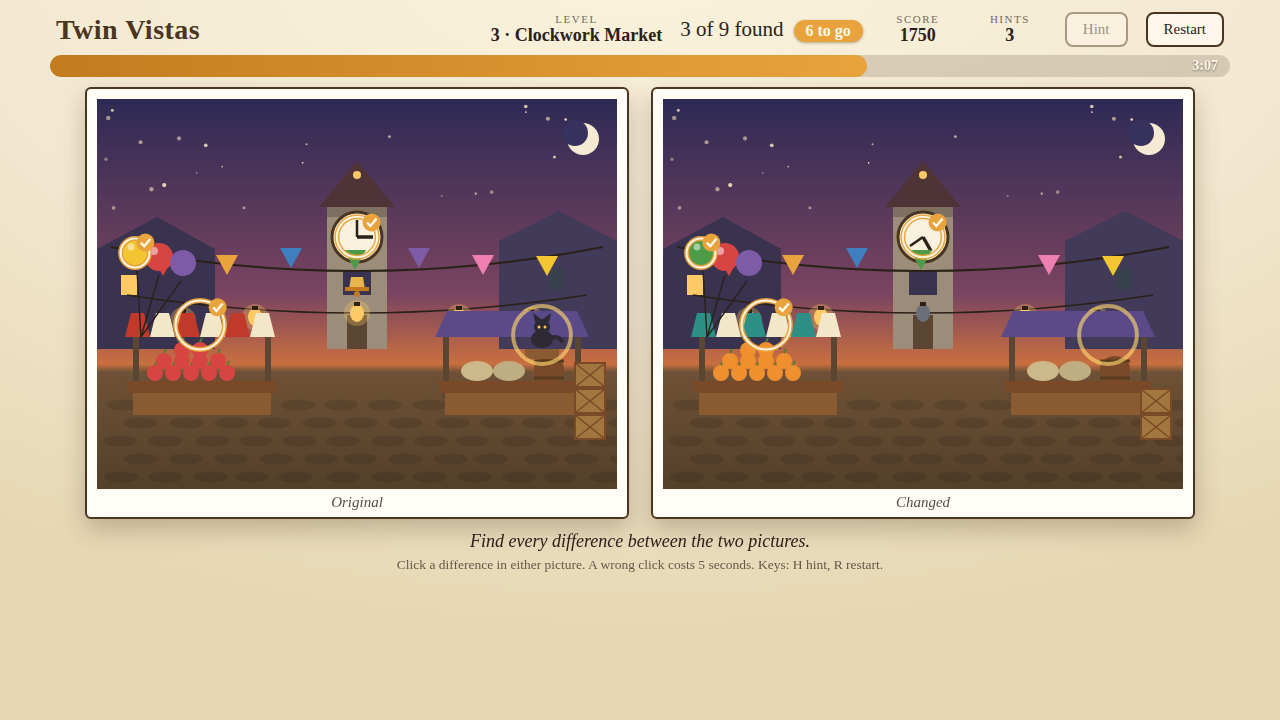 Twin Vistas
LEVEL
3 · Clockwork Market
3 of 9 found
6 to go
SCORE
1750
HINTS
3
Hint
Restart
3:07
Original
Changed
Find every difference between the two pictures.
Click a difference in either picture. A wrong click costs 5 seconds. Keys: H hint, R restart.